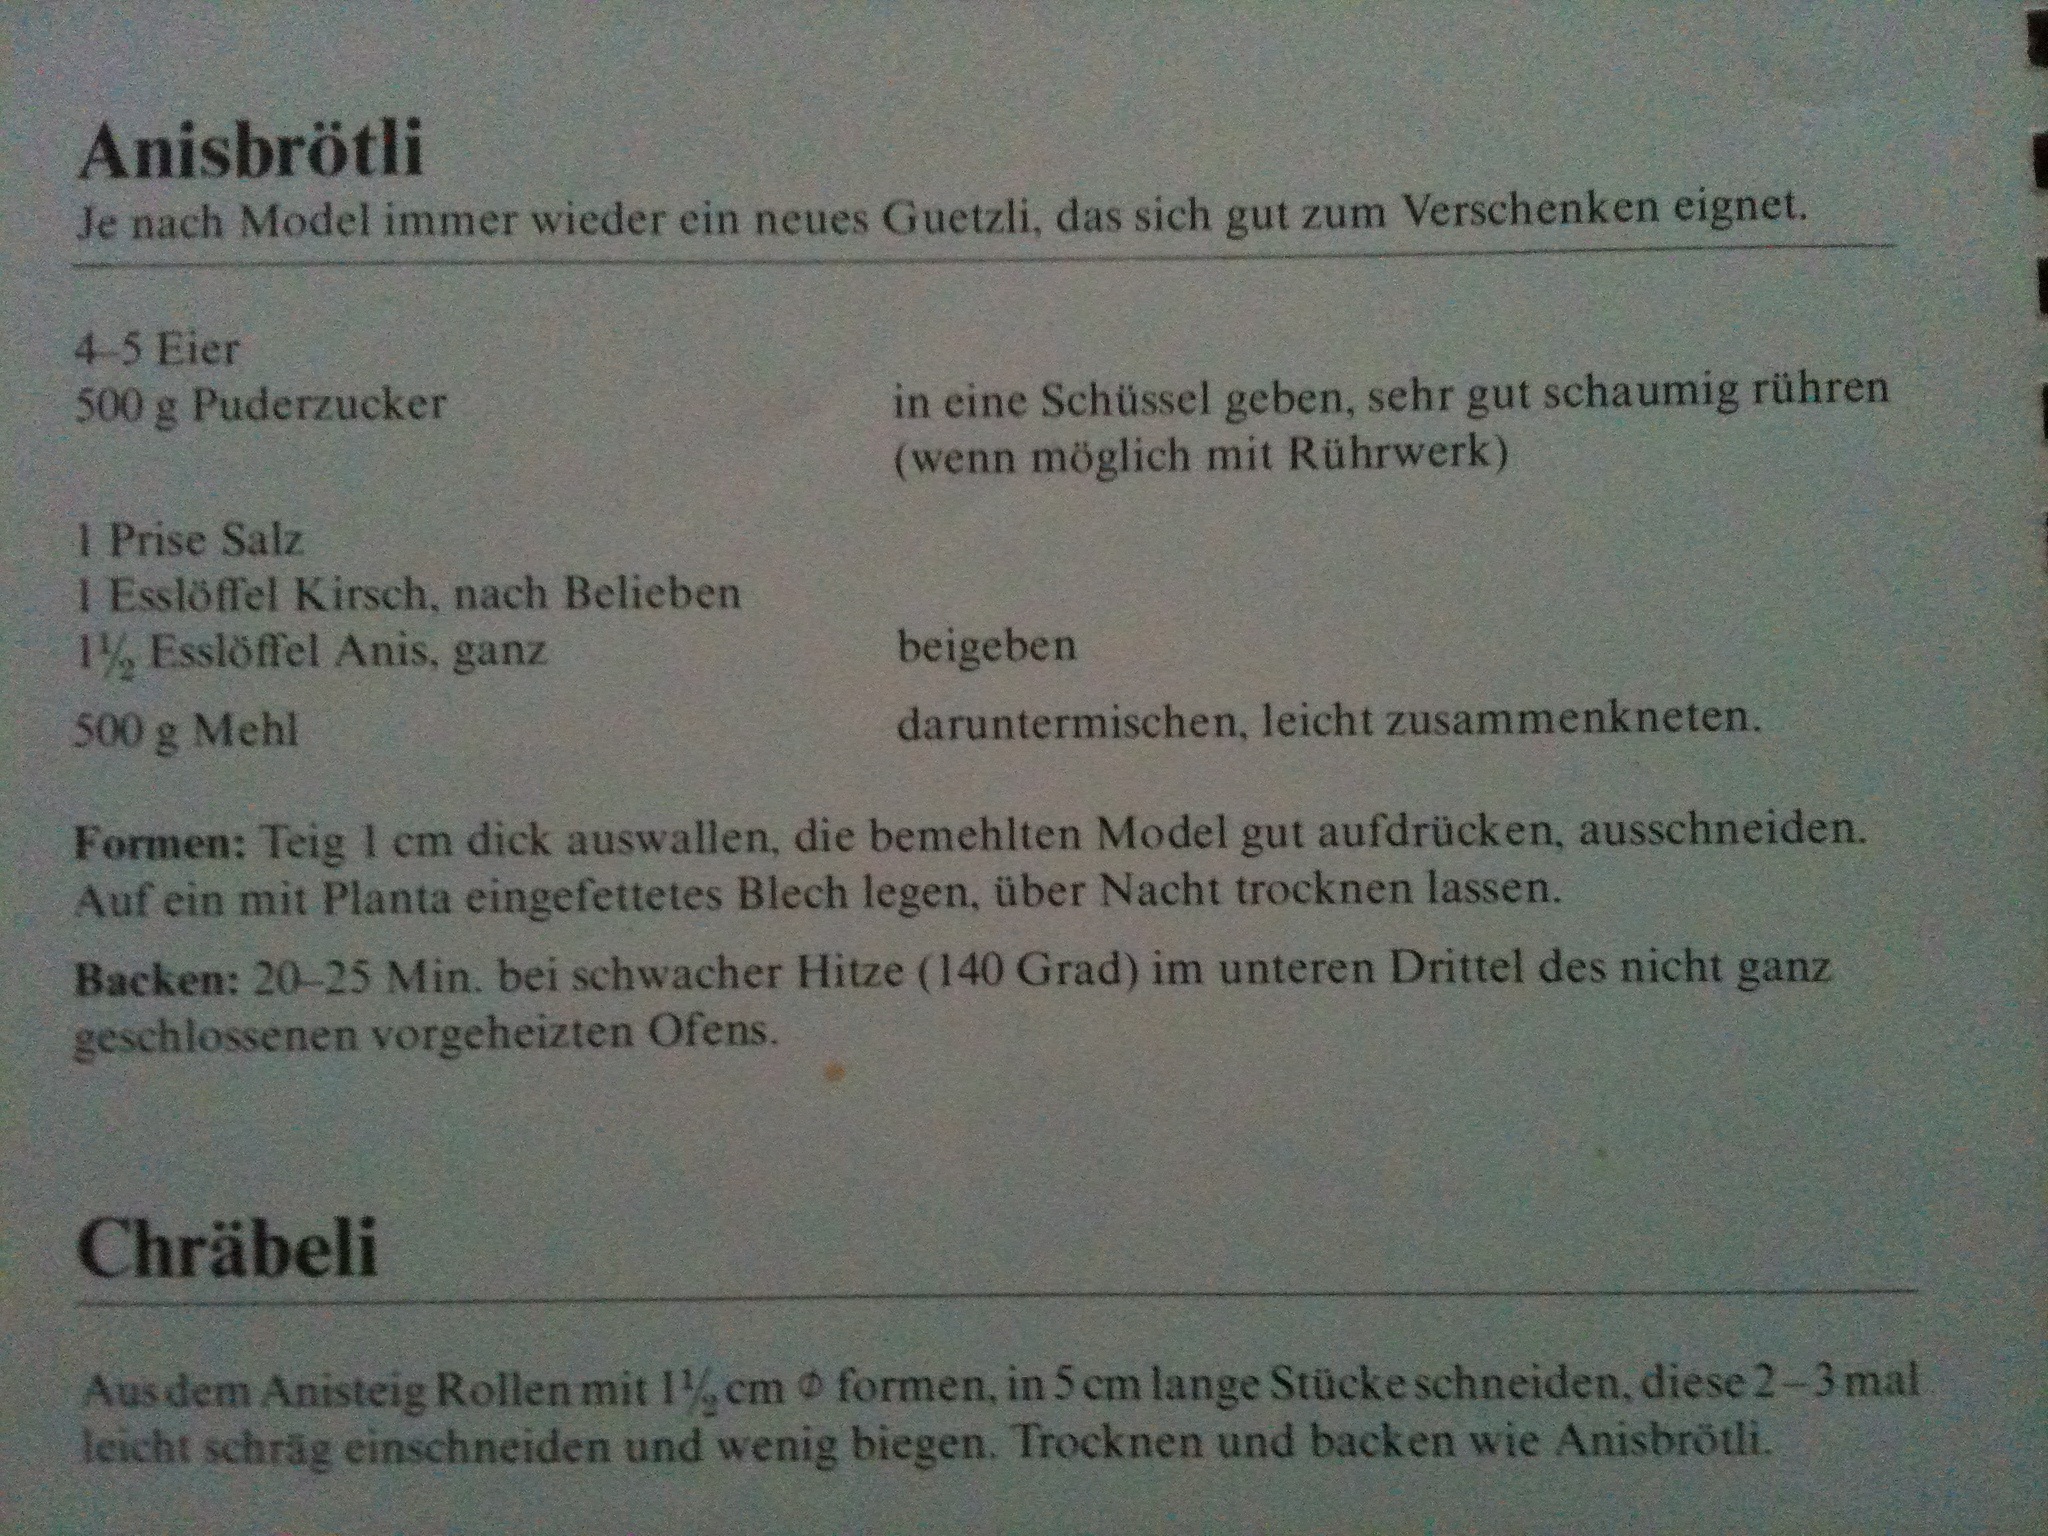 Anisbrötli
Je nach Model immer wieder ein neues Guetzli, das sich gut zum Verschenken eignet.
4–5 Eier
500 g Puderzucker in eine Schüssel geben, sehr gut schaumig rühren
(wenn möglich mit Rührwerk)
1 Prise Salz
1 Esslöffel Kirsch, nach Belieben
1½ Esslöffel Anis, ganz beigeben
500 g Mehl daruntermischen, leicht zusammenkneten.
Formen: Teig 1 cm dick auswallen, die bemehlten Model gut aufdrücken, ausschneiden.
Auf ein mit Planta eingefettetes Blech legen, über Nacht trocknen lassen.
Backen: 20–25 Min. bei schwacher Hitze (140 Grad) im unteren Drittel des nicht ganz
geschlossenen vorgeheizten Ofens.
Chräbeli
Aus dem Anisteig Rollen mit 1½ cm ⌀ formen, in 5 cm lange Stücke schneiden, diese 2–3 mal
leicht schräg einschneiden und wenig biegen. Trocknen und backen wie Anisbrötli.